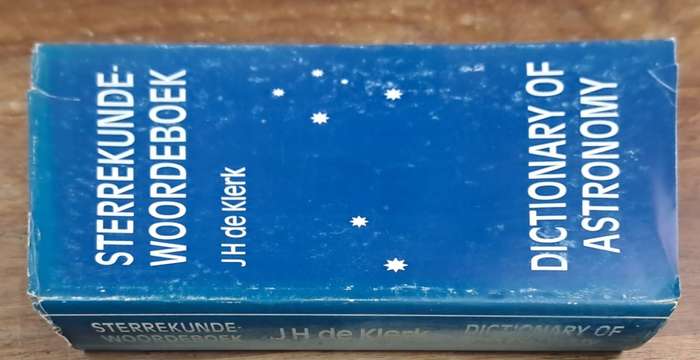 STERREKUNDE-
WOORDEBOEK
J H de Klerk
DICTIONARY OF
ASTRONOMY
STERREKUNDE-
WOORDEBOEK
J H de Klerk
DICTIONARY OF